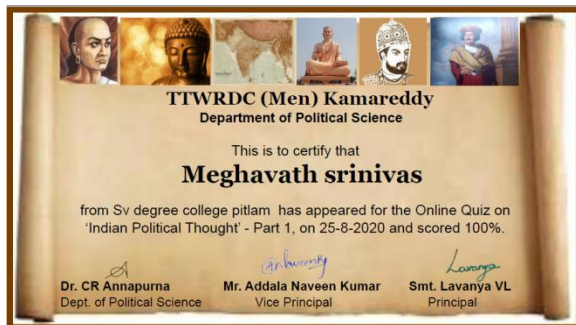 TTWRDC (Men) Kamareddy
Department of Political Science
This is to certify that
Meghavath srinivas
from Sv degree college pitlam has appeared for the Online Quiz on
'Indian Political Thought' - Part 1, on 25-8-2020 and scored 100%.
Lavanya
Dr. CR Annapurna Mr. Addala Naveen Kumar Smt. Lavanya VL
Dept. of Political Science Vice Principal Principal